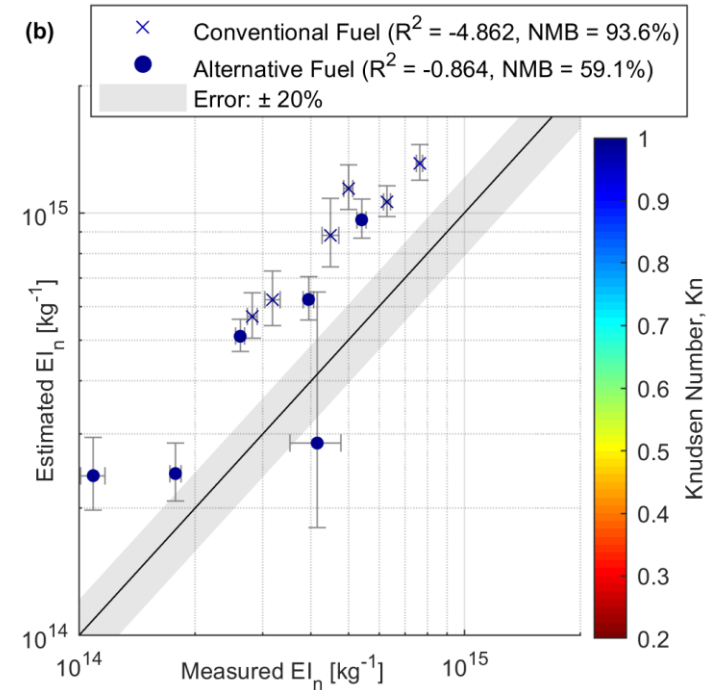 (b)
Conventional Fuel (R² = -4.862, NMB = 93.6%)
Alternative Fuel (R² = -0.864, NMB = 59.1%)
Error: ± 20%
10¹⁵
10¹⁴
Estimated EIₙ [kg⁻¹]
10¹⁴
10¹⁵
Measured EIₙ [kg⁻¹]
1
0.9
0.8
0.7
0.6
0.5
0.4
0.3
0.2
Knudsen Number, Kn